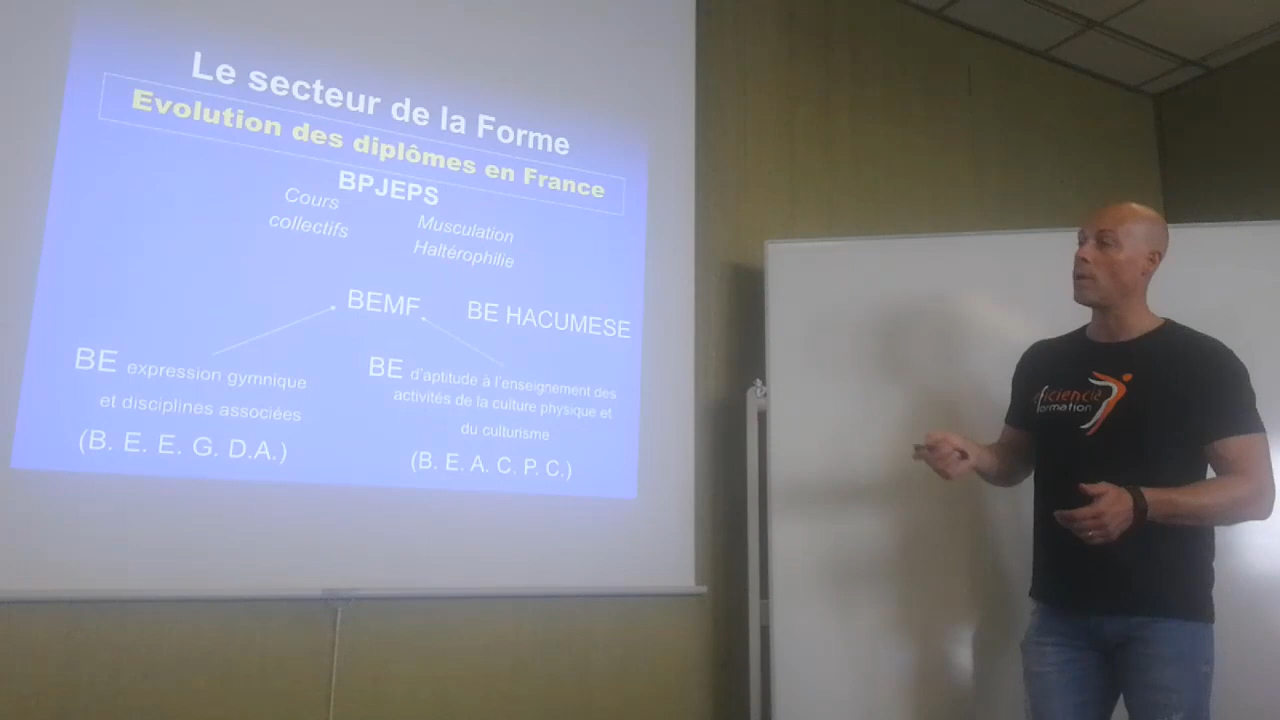 Le secteur de la Forme
Evolution des diplômes en France
BPJEPS
Cours
collectifs
Musculation
Haltérophilie
BEMF
BE HACUMESE
BE expression gymnique
et disciplines associées
(B. E. E. G. D.A.)
BE d'aptitude à l'enseignement des
activités de la culture physique et
du culturisme
(B. E. A. C. P. C.)
eficiencia
formation